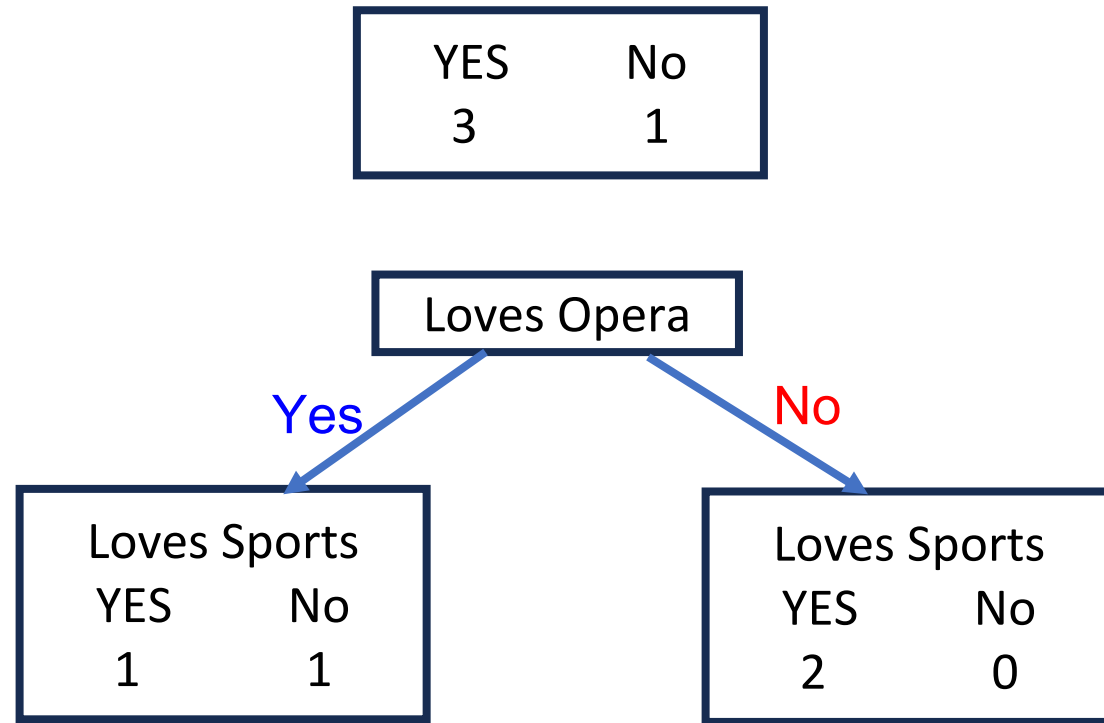 YES No
3 1
Loves Opera
Yes
No
Loves Sports
YES No
1 1
Loves Sports
YES No
2 0